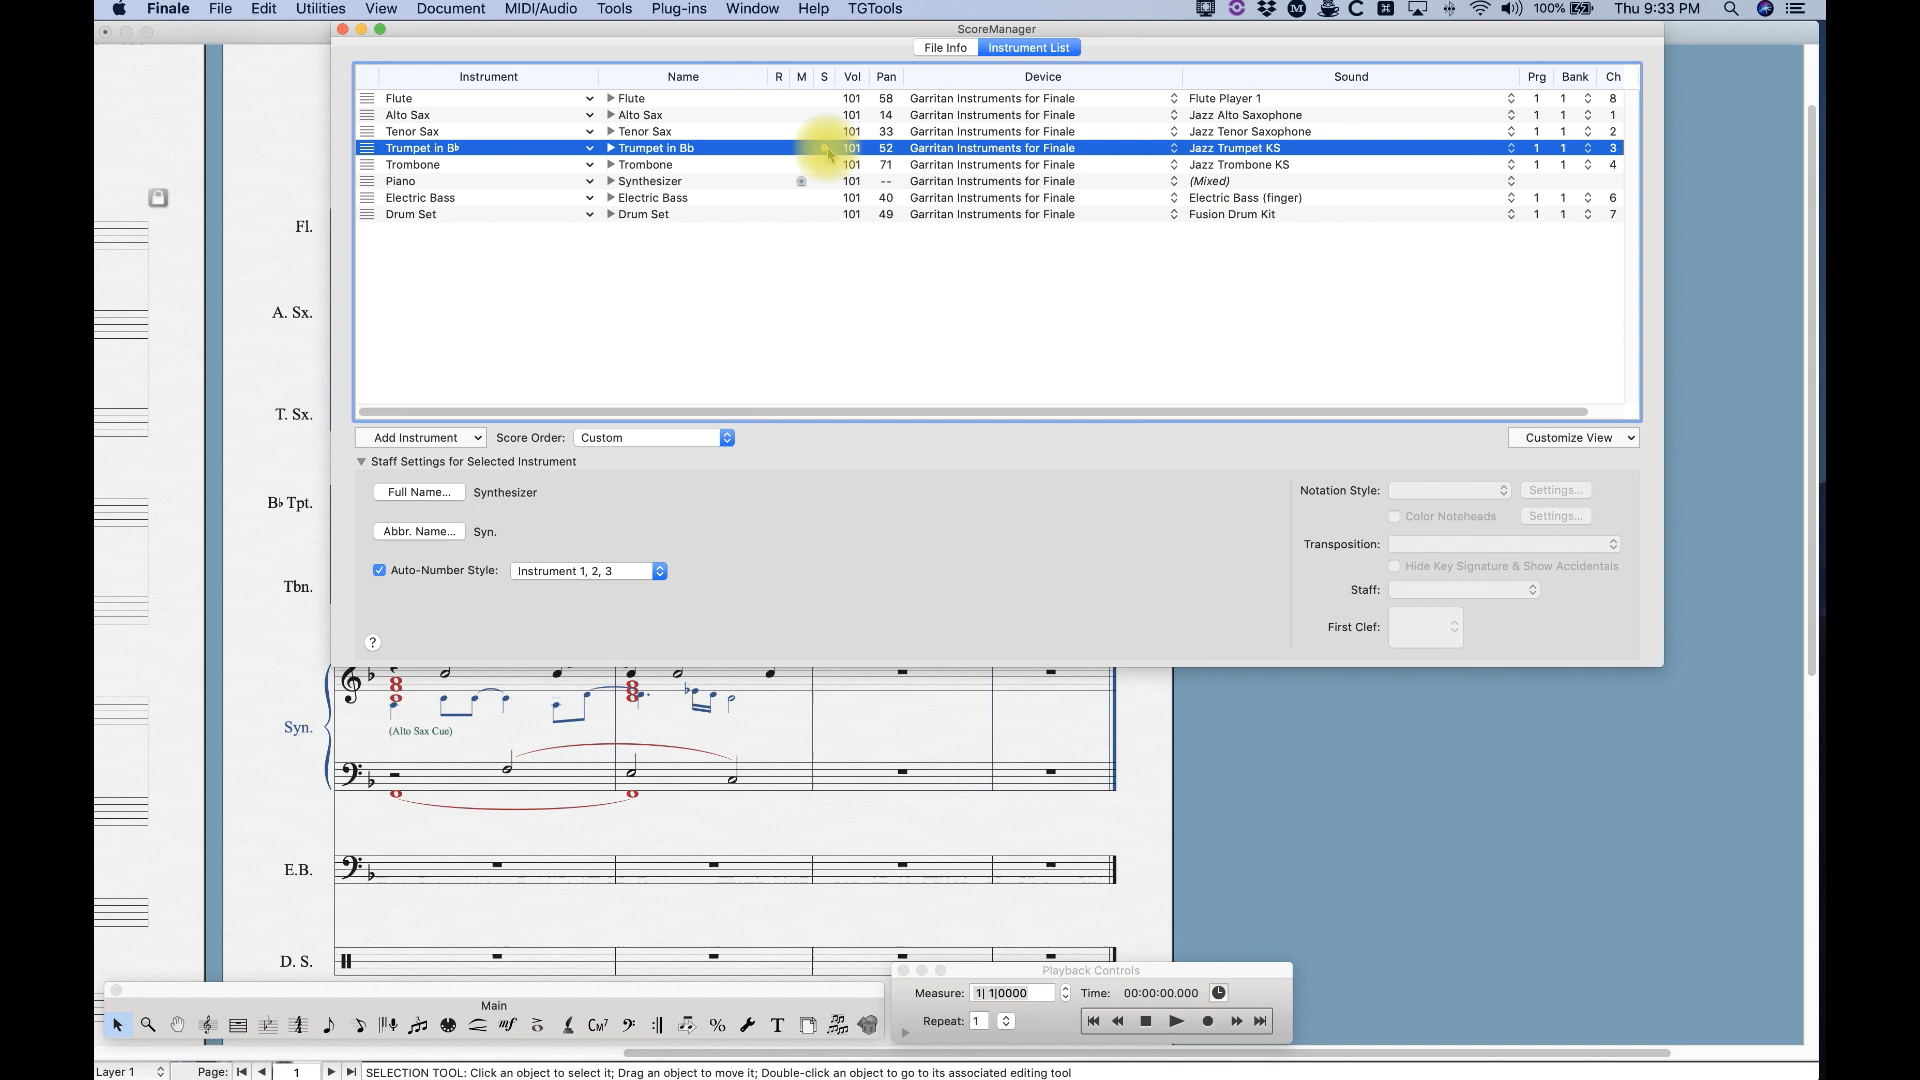 Finale File Edit Utilities View Document MIDI/Audio Tools Plug-ins Window Help TGTools 100% Thu 9:33 PM
ScoreManager
File Info Instrument List
Instrument Name R M S Vol Pan Device Sound Prg Bank Ch
Flute Flute 101 58 Garritan Instruments for Finale Flute Player 1 1 1 8
Alto Sax Alto Sax 101 14 Garritan Instruments for Finale Jazz Alto Saxophone 1 1 1
Tenor Sax Tenor Sax 101 33 Garritan Instruments for Finale Jazz Tenor Saxophone 1 1 2
Trumpet in B♭ Trumpet in Bb 101 52 Garritan Instruments for Finale Jazz Trumpet KS 1 1 3
Trombone Trombone 101 71 Garritan Instruments for Finale Jazz Trombone KS 1 1 4
Piano Synthesizer 101 -- Garritan Instruments for Finale (Mixed)
Electric Bass Electric Bass 101 40 Garritan Instruments for Finale Electric Bass (finger) 1 1 6
Drum Set Drum Set 101 49 Garritan Instruments for Finale Fusion Drum Kit 1 1 7
Add Instrument Score Order: Custom Customize View
Staff Settings for Selected Instrument
Full Name... Synthesizer
Abbr. Name... Syn.
Auto-Number Style: Instrument 1, 2, 3
?
Notation Style: Settings...
Color Noteheads Settings...
Transposition:
Hide Key Signature & Show Accidentals
Staff:
First Clef:
Fl.
A. Sx.
T. Sx.
B♭ Tpt.
Tbn.
Syn.
(Alto Sax Cue)
E.B.
D. S.
Main
Playback Controls
Measure: 1| 1|0000 Time: 00:00:00.000
Repeat: 1
Layer 1 Page: 1 SELECTION TOOL: Click an object to select it; Drag an object to move it; Double-click an object to go to its associated editing tool